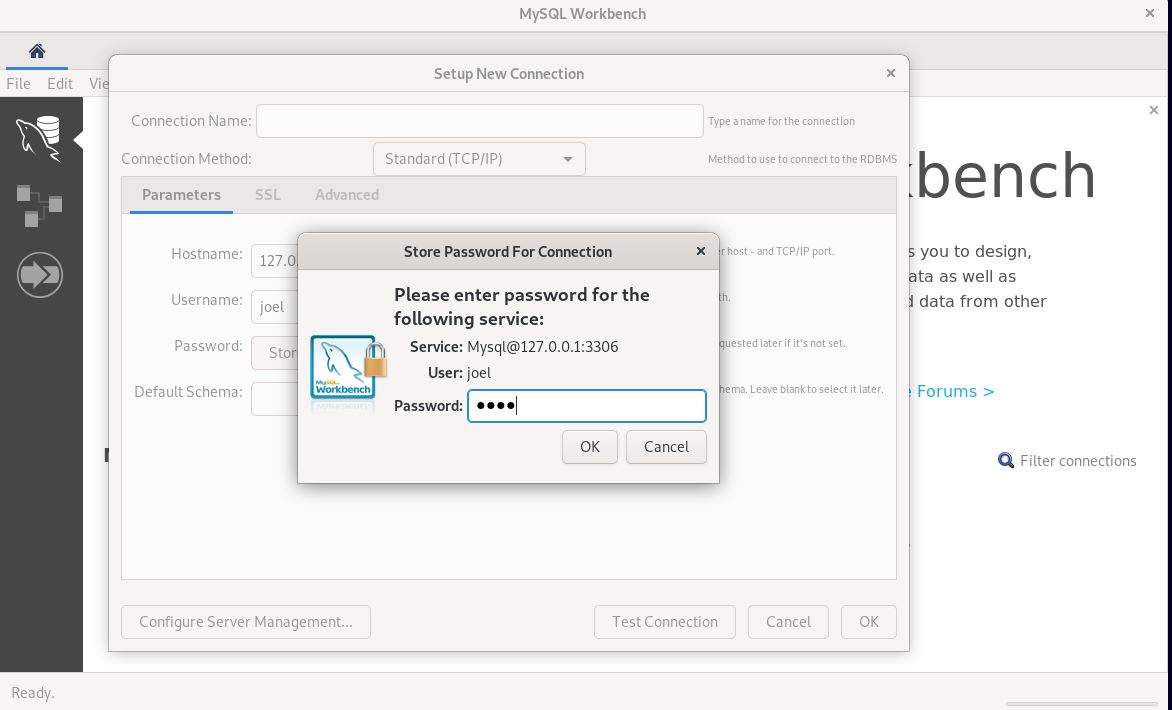 MySQL Workbench
File Edit
Setup New Connection
Connection Name: Type a name for the connection
Connection Method: Standard (TCP/IP) Method to use to connect to the RDBMS
kbench
Parameters SSL Advanced
Hostname: 127.0. host - and TCP/IP port.
Username: joel
Password:
Default Schema: Leave blank to select it later.
Store Password For Connection
Please enter password for the
following service:
Service: Mysql@127.0.0.1:3306
User: joel
Password: ••••
MySQL
Workbench
OK Cancel
s you to design,
ata as well as
data from other
quested later if it's not set.
Forums >
Filter connections
Configure Server Management... Test Connection Cancel OK
Ready.